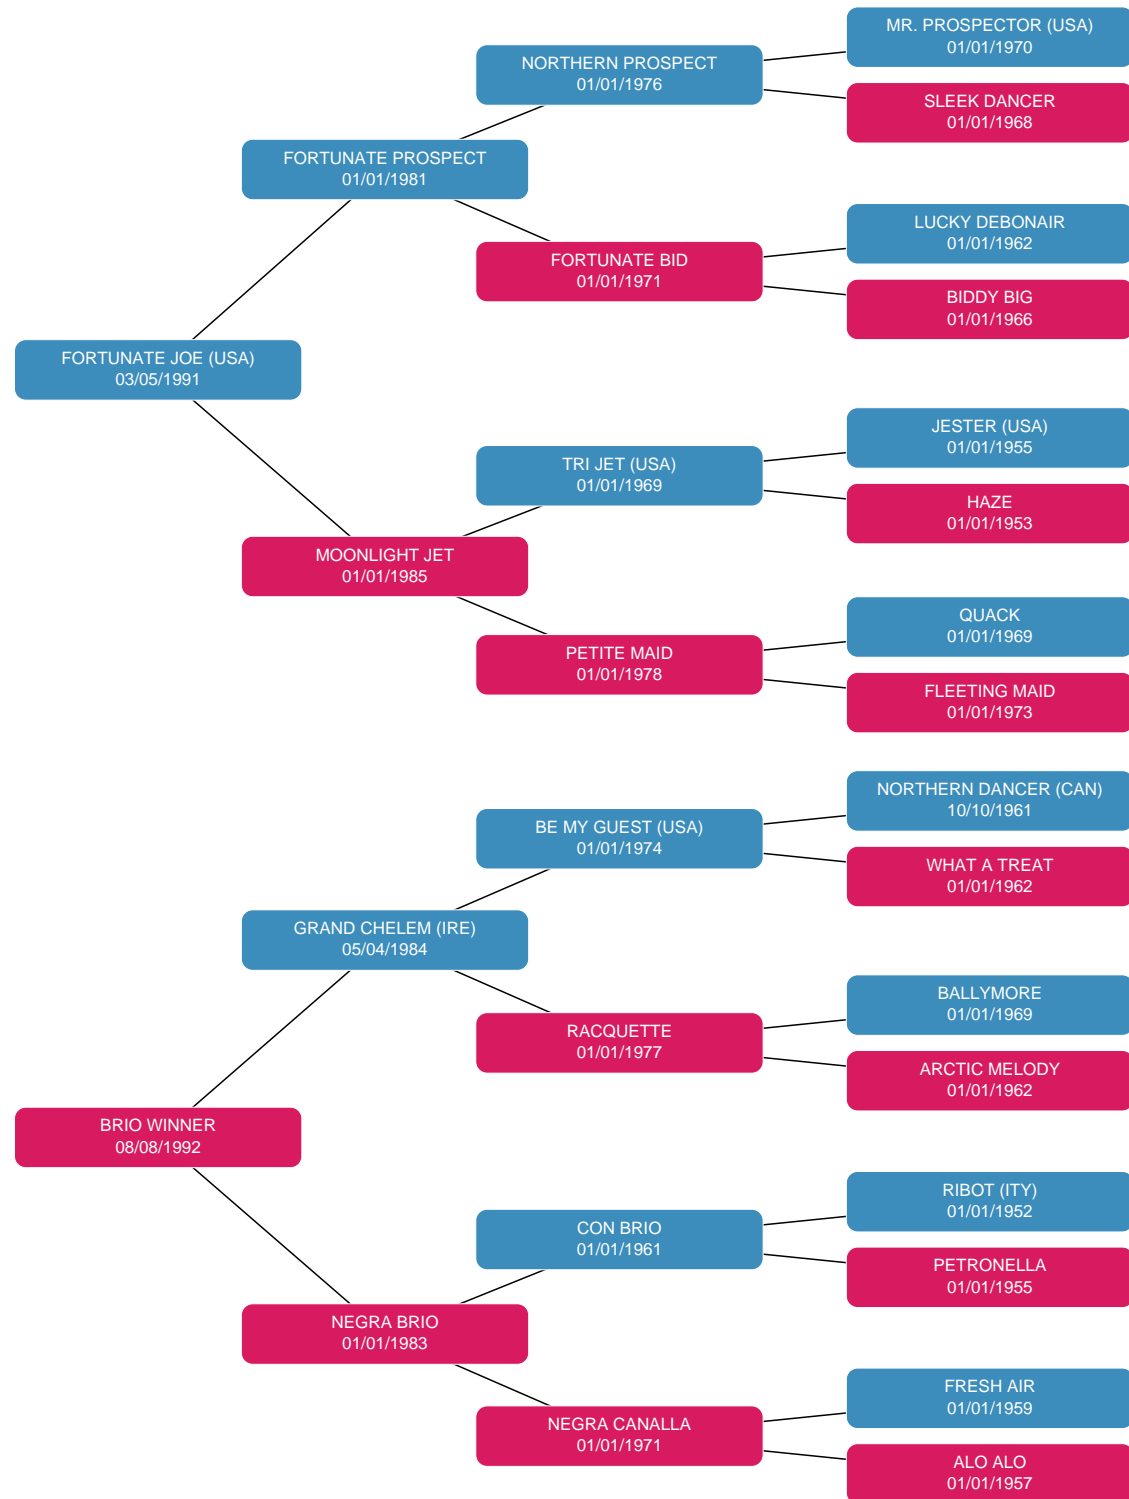 MR. PROSPECTOR (USA)
01/01/1970
NORTHERN PROSPECT
01/01/1976
SLEEK DANCER
01/01/1968
FORTUNATE PROSPECT
01/01/1981
LUCKY DEBONAIR
01/01/1962
FORTUNATE BID
01/01/1971
BIDDY BIG
01/01/1966
FORTUNATE JOE (USA)
03/05/1991
JESTER (USA)
01/01/1955
TRI JET (USA)
01/01/1969
HAZE
01/01/1953
MOONLIGHT JET
01/01/1985
QUACK
01/01/1969
PETITE MAID
01/01/1978
FLEETING MAID
01/01/1973
NORTHERN DANCER (CAN)
10/10/1961
BE MY GUEST (USA)
01/01/1974
WHAT A TREAT
01/01/1962
GRAND CHELEM (IRE)
05/04/1984
BALLYMORE
01/01/1969
RACQUETTE
01/01/1977
ARCTIC MELODY
01/01/1962
BRIO WINNER
08/08/1992
RIBOT (ITY)
01/01/1952
CON BRIO
01/01/1961
PETRONELLA
01/01/1955
NEGRA BRIO
01/01/1983
FRESH AIR
01/01/1959
NEGRA CANALLA
01/01/1971
ALO ALO
01/01/1957